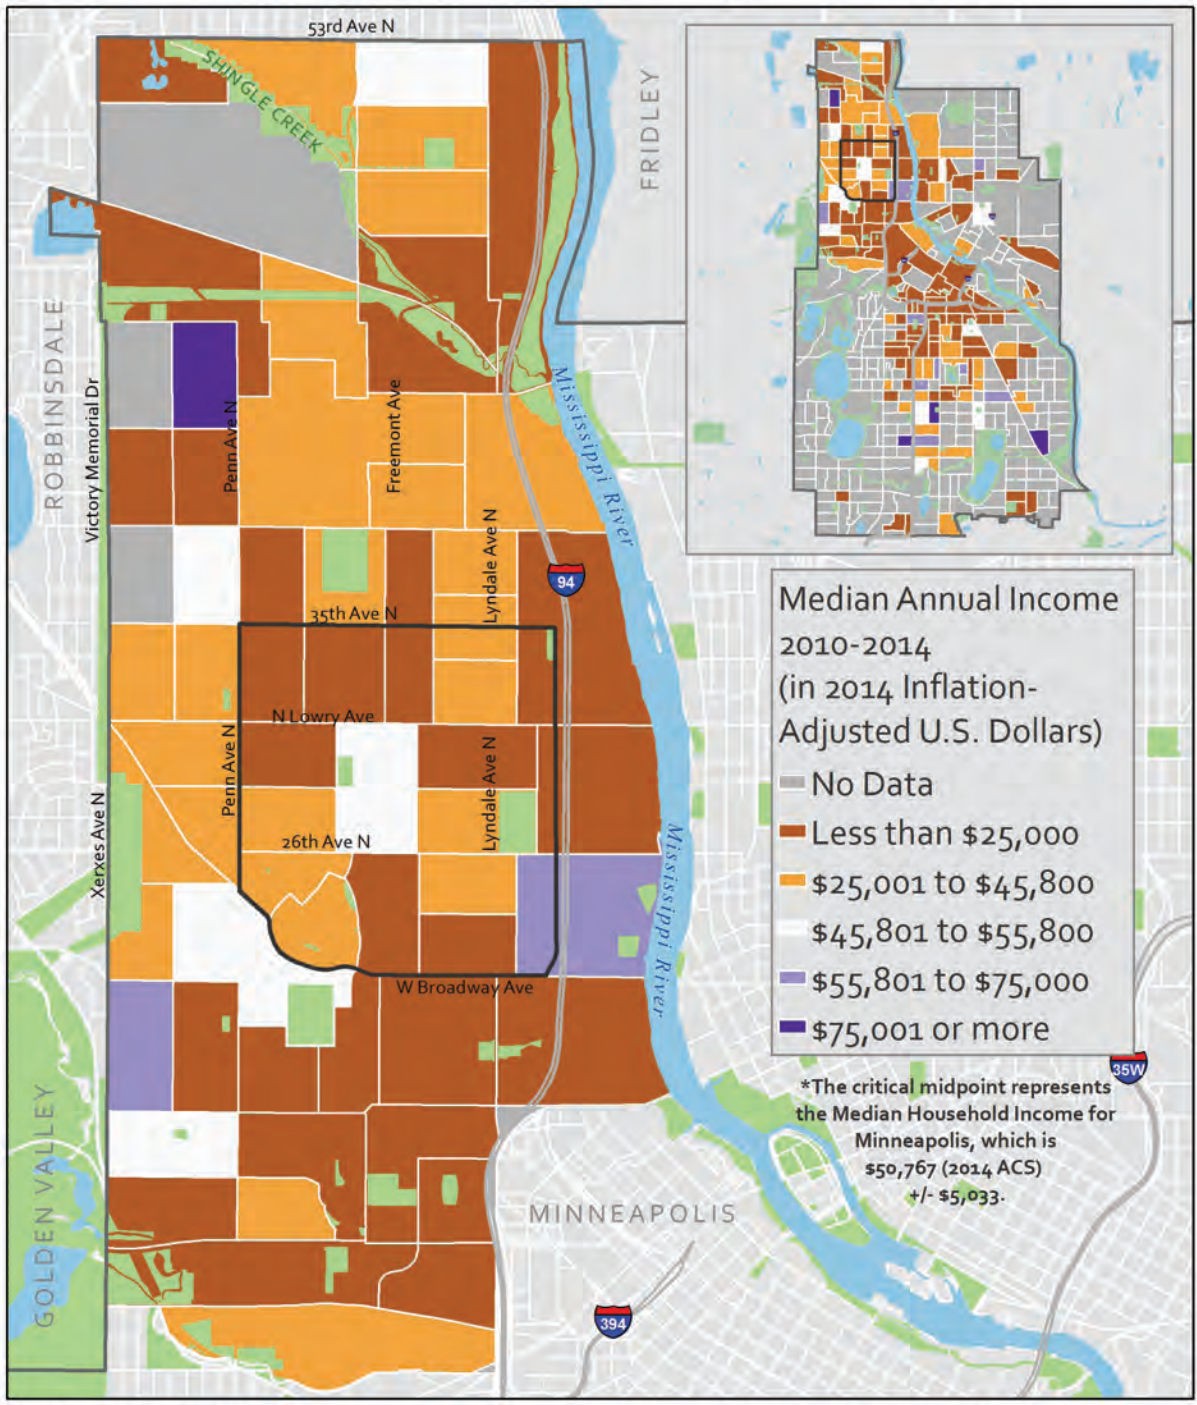 53rd Ave N
SHINGLE CREEK
FRIDLEY
ROBBINSDALE
Victory Memorial Dr
Penn Ave N
Freemont Ave
Mississippi River
Lyndale Ave N
94
35th Ave N
N Lowry Ave
Penn Ave N
Lyndale Ave N
26th Ave N
Xerxes Ave N
Mississippi River
W Broadway Ave
GOLDEN VALLEY
MINNEAPOLIS
394
35W
Median Annual Income
2010-2014
(in 2014 Inflation-
Adjusted U.S. Dollars)
No Data
Less than $25,000
$25,001 to $45,800
$45,801 to $55,800
$55,801 to $75,000
$75,001 or more
*The critical midpoint represents
the Median Household Income for
Minneapolis, which is
$50,767 (2014 ACS)
+/- $5,033.